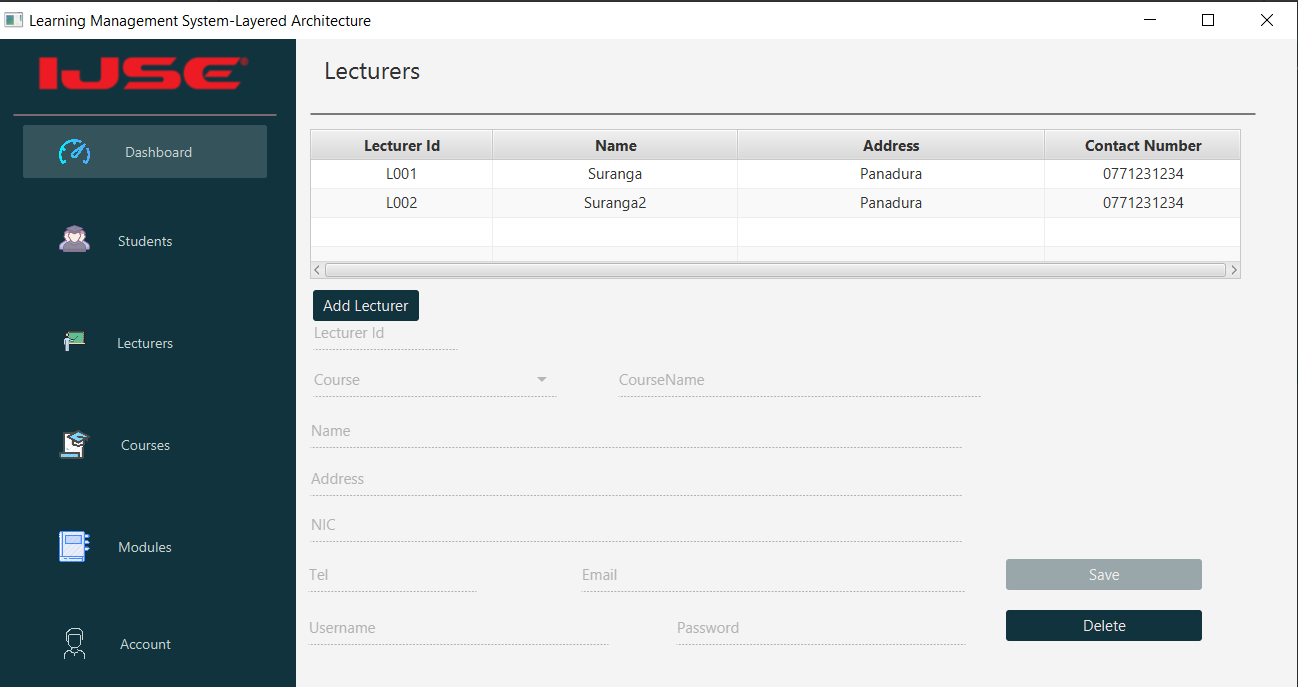 Learning Management System-Layered Architecture
IJSE
Dashboard
Students
Lecturers
Courses
Modules
Account
Lecturers
Lecturer Id Name Address Contact Number
L001 Suranga Panadura 0771231234
L002 Suranga2 Panadura 0771231234
Add Lecturer
Lecturer Id
Course CourseName
Name
Address
NIC
Tel Email Save
Username Password Delete